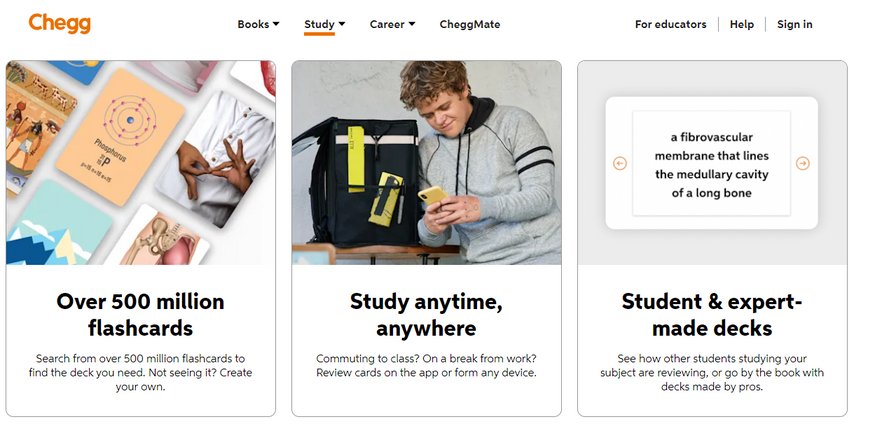 Chegg
Books
Study
Career
CheggMate
For educators
Help
Sign in
Phosphorus
15
P
p=15 n=15 e=15
a fibrovascular
membrane that lines
the medullary cavity
of a long bone
Over 500 million
flashcards
Search from over 500 million flashcards to
find the deck you need. Not seeing it? Create
your own.
Study anytime,
anywhere
Commuting to class? On a break from work?
Review cards on the app or form any device.
Student & expert-
made decks
See how other students studying your
subject are reviewing, or go by the book with
decks made by pros.